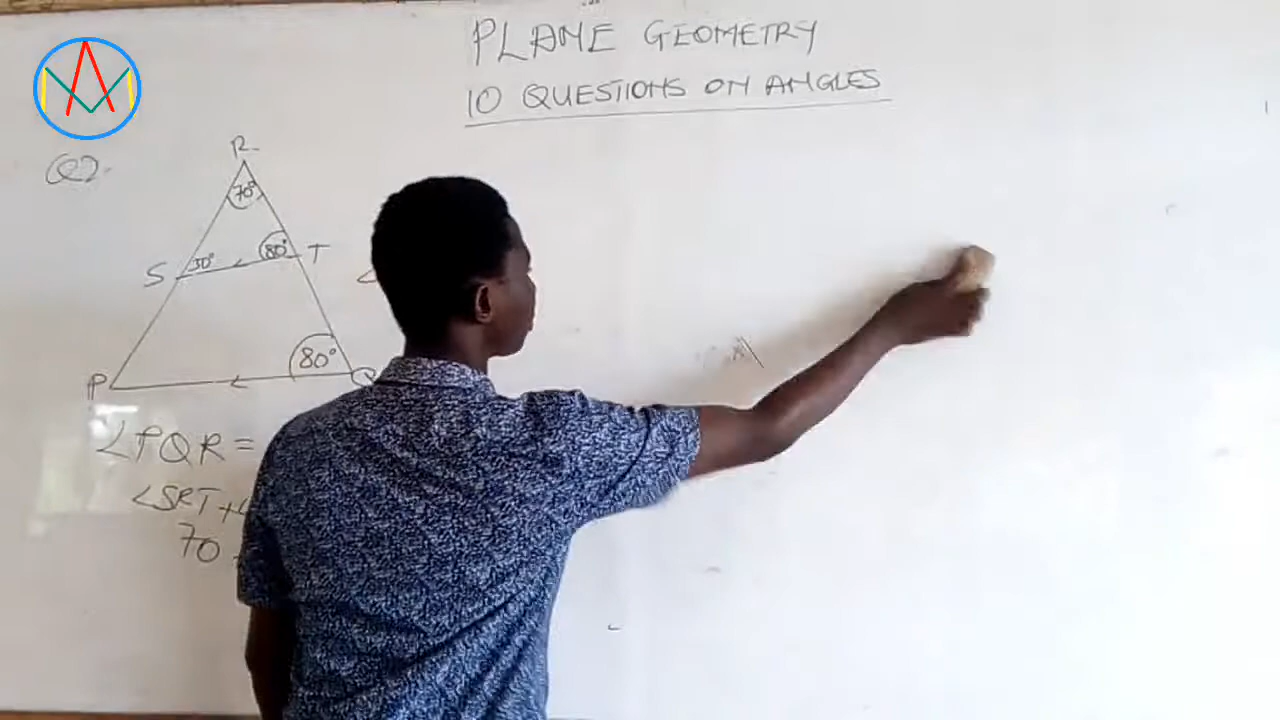 PLANE GEOMETRY
10 QUESTIONS ON ANGLES
Q2.
R
70°
S 30° 80° T
80°
P Q
∠PQR =
∠SRT +
70